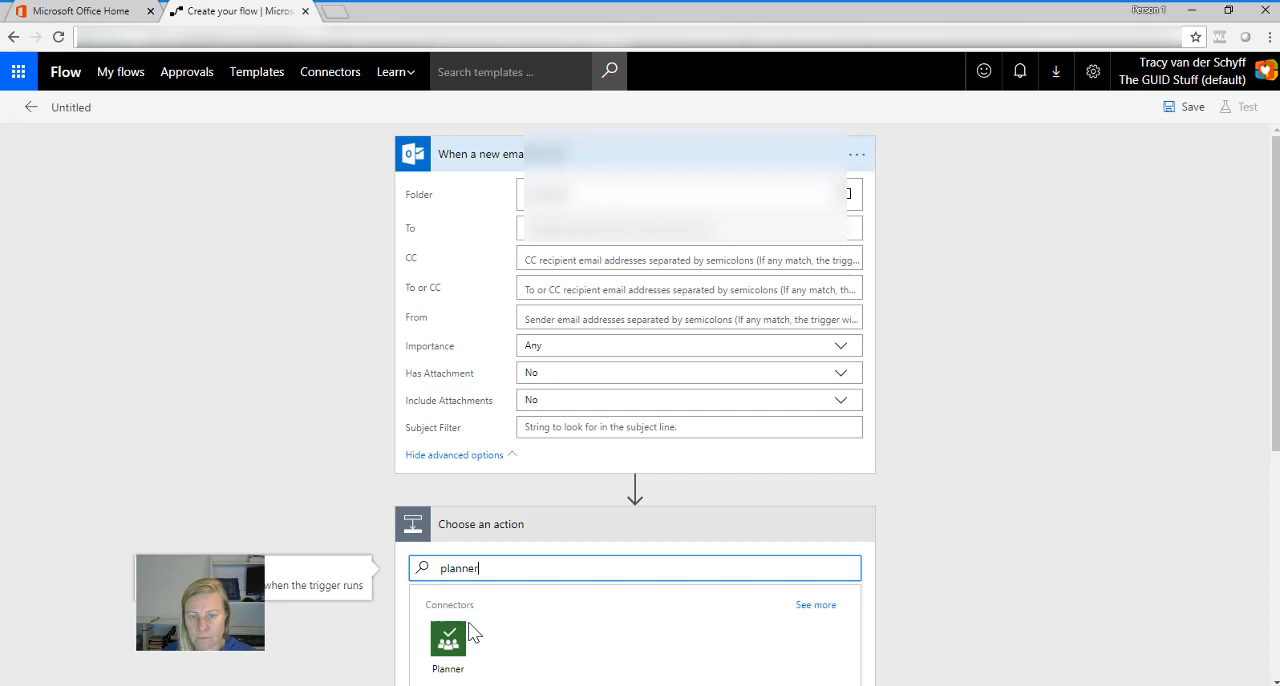 Microsoft Office Home
Create your flow | Micros
Person 1
Flow My flows Approvals Templates Connectors Learn
Search templates ...
Tracy van der Schyff
The GUID Stuff (default)
Untitled
Save Test
When a new ema
Folder
To
CC CC recipient email addresses separated by semicolons (If any match, the trigg...
To or CC To or CC recipient email addresses separated by semicolons (If any match, th...
From Sender email addresses separated by semicolons (If any match, the trigger wi...
Importance Any
Has Attachment No
Include Attachments No
Subject Filter String to look for in the subject line.
Hide advanced options
Choose an action
planner
when the trigger runs
Connectors See more
Planner